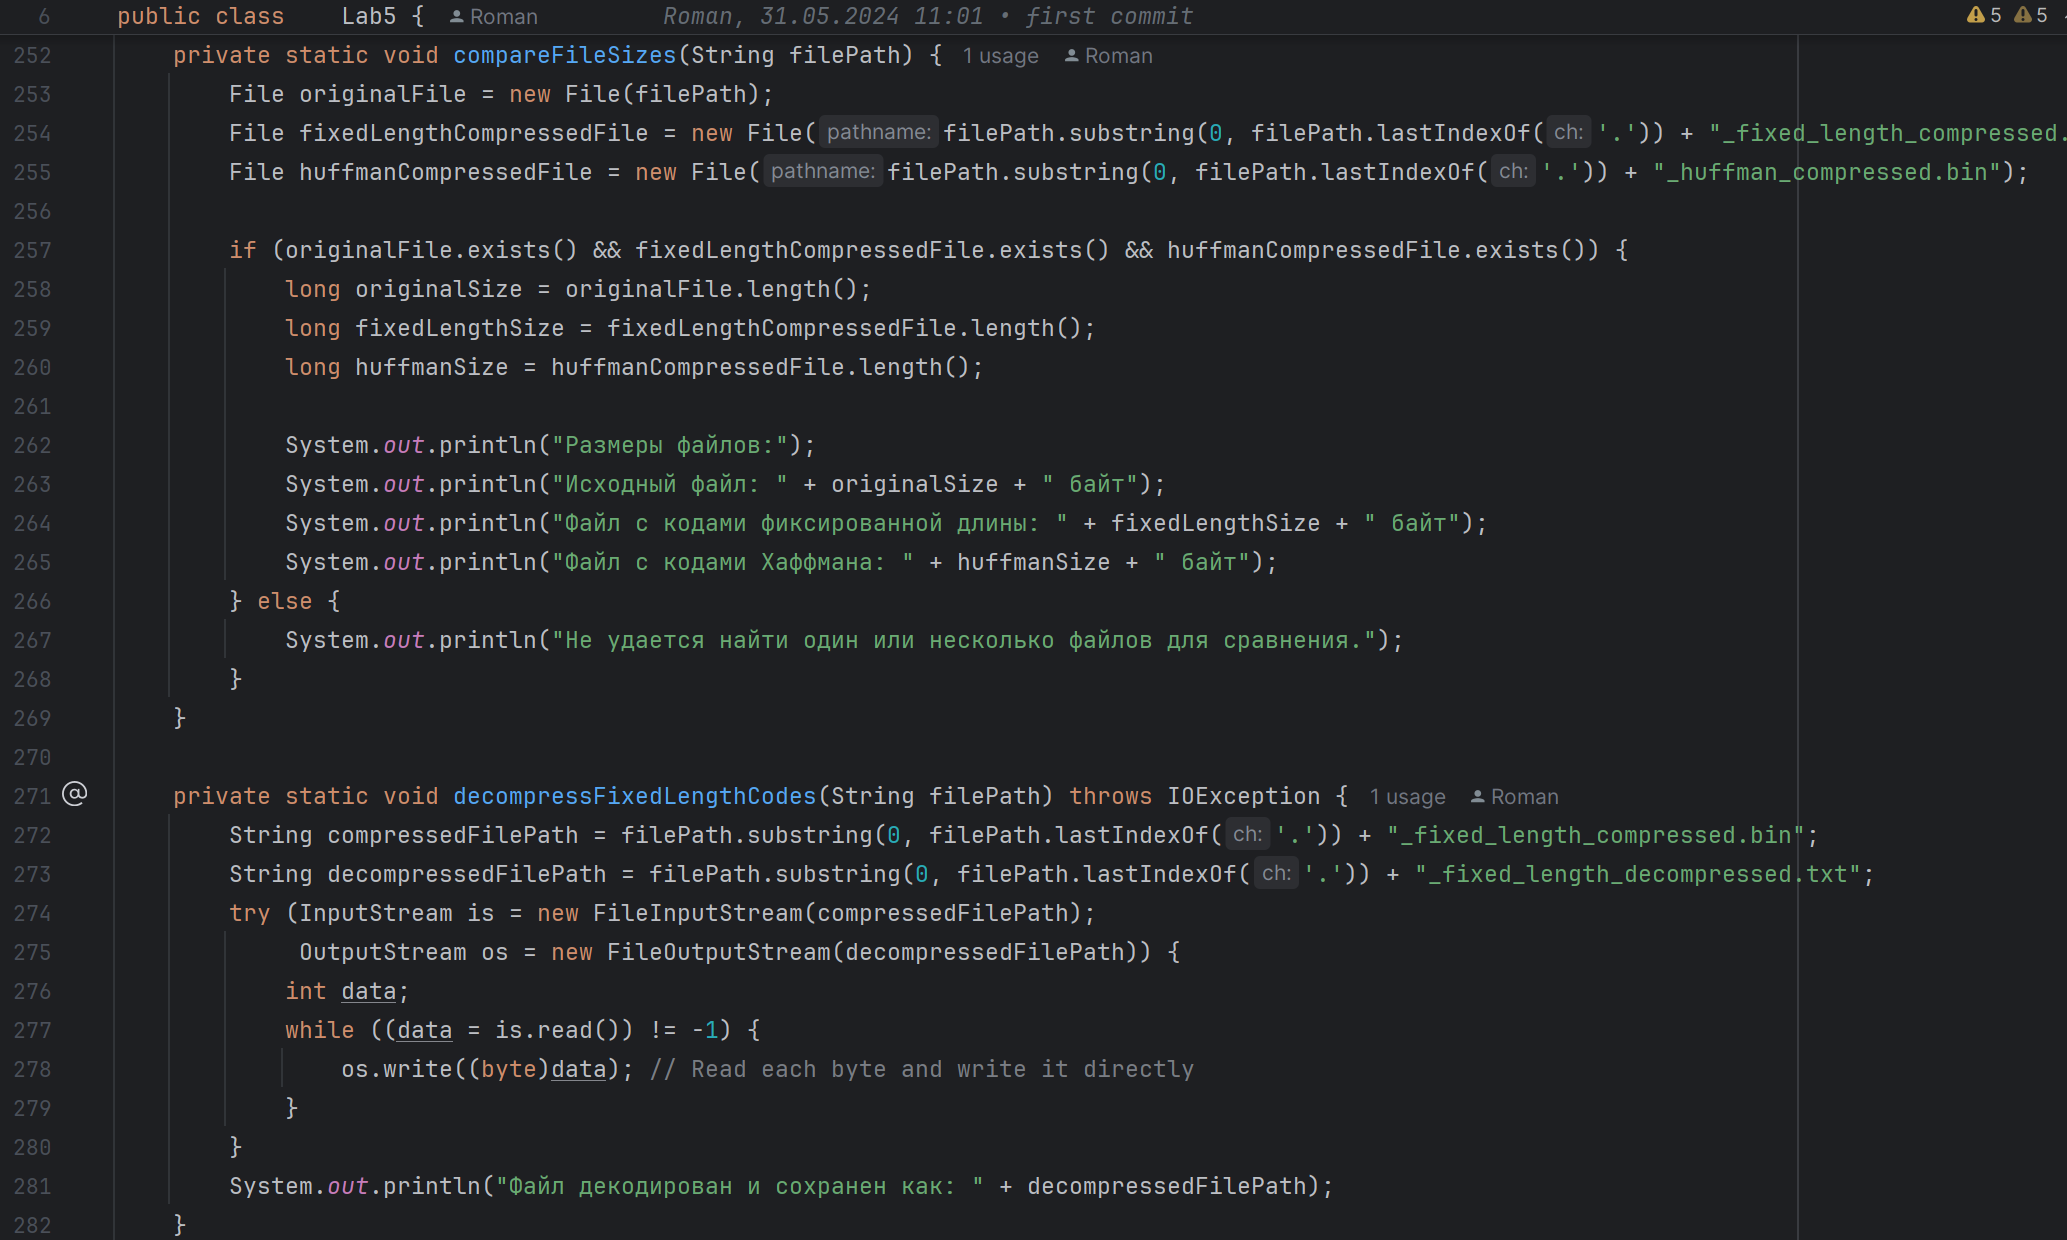 6 public class Lab5 { Roman Roman, 31.05.2024 11:01 • first commit 5 5
252 private static void compareFileSizes(String filePath) { 1 usage Roman
253 File originalFile = new File(filePath);
254 File fixedLengthCompressedFile = new File( pathname: filePath.substring(0, filePath.lastIndexOf( ch: '.')) + "_fixed_length_compressed.
255 File huffmanCompressedFile = new File( pathname: filePath.substring(0, filePath.lastIndexOf( ch: '.')) + "_huffman_compressed.bin");
256
257 if (originalFile.exists() && fixedLengthCompressedFile.exists() && huffmanCompressedFile.exists()) {
258 long originalSize = originalFile.length();
259 long fixedLengthSize = fixedLengthCompressedFile.length();
260 long huffmanSize = huffmanCompressedFile.length();
261
262 System.out.println("Размеры файлов:");
263 System.out.println("Исходный файл: " + originalSize + " байт");
264 System.out.println("Файл с кодами фиксированной длины: " + fixedLengthSize + " байт");
265 System.out.println("Файл с кодами Хаффмана: " + huffmanSize + " байт");
266 } else {
267 System.out.println("Не удается найти один или несколько файлов для сравнения.");
268 }
269 }
270
271 @ private static void decompressFixedLengthCodes(String filePath) throws IOException { 1 usage Roman
272 String compressedFilePath = filePath.substring(0, filePath.lastIndexOf( ch: '.')) + "_fixed_length_compressed.bin";
273 String decompressedFilePath = filePath.substring(0, filePath.lastIndexOf( ch: '.')) + "_fixed_length_decompressed.txt";
274 try (InputStream is = new FileInputStream(compressedFilePath);
275 OutputStream os = new FileOutputStream(decompressedFilePath)) {
276 int data;
277 while ((data = is.read()) != -1) {
278 os.write((byte)data); // Read each byte and write it directly
279 }
280 }
281 System.out.println("Файл декодирован и сохранен как: " + decompressedFilePath);
282 }